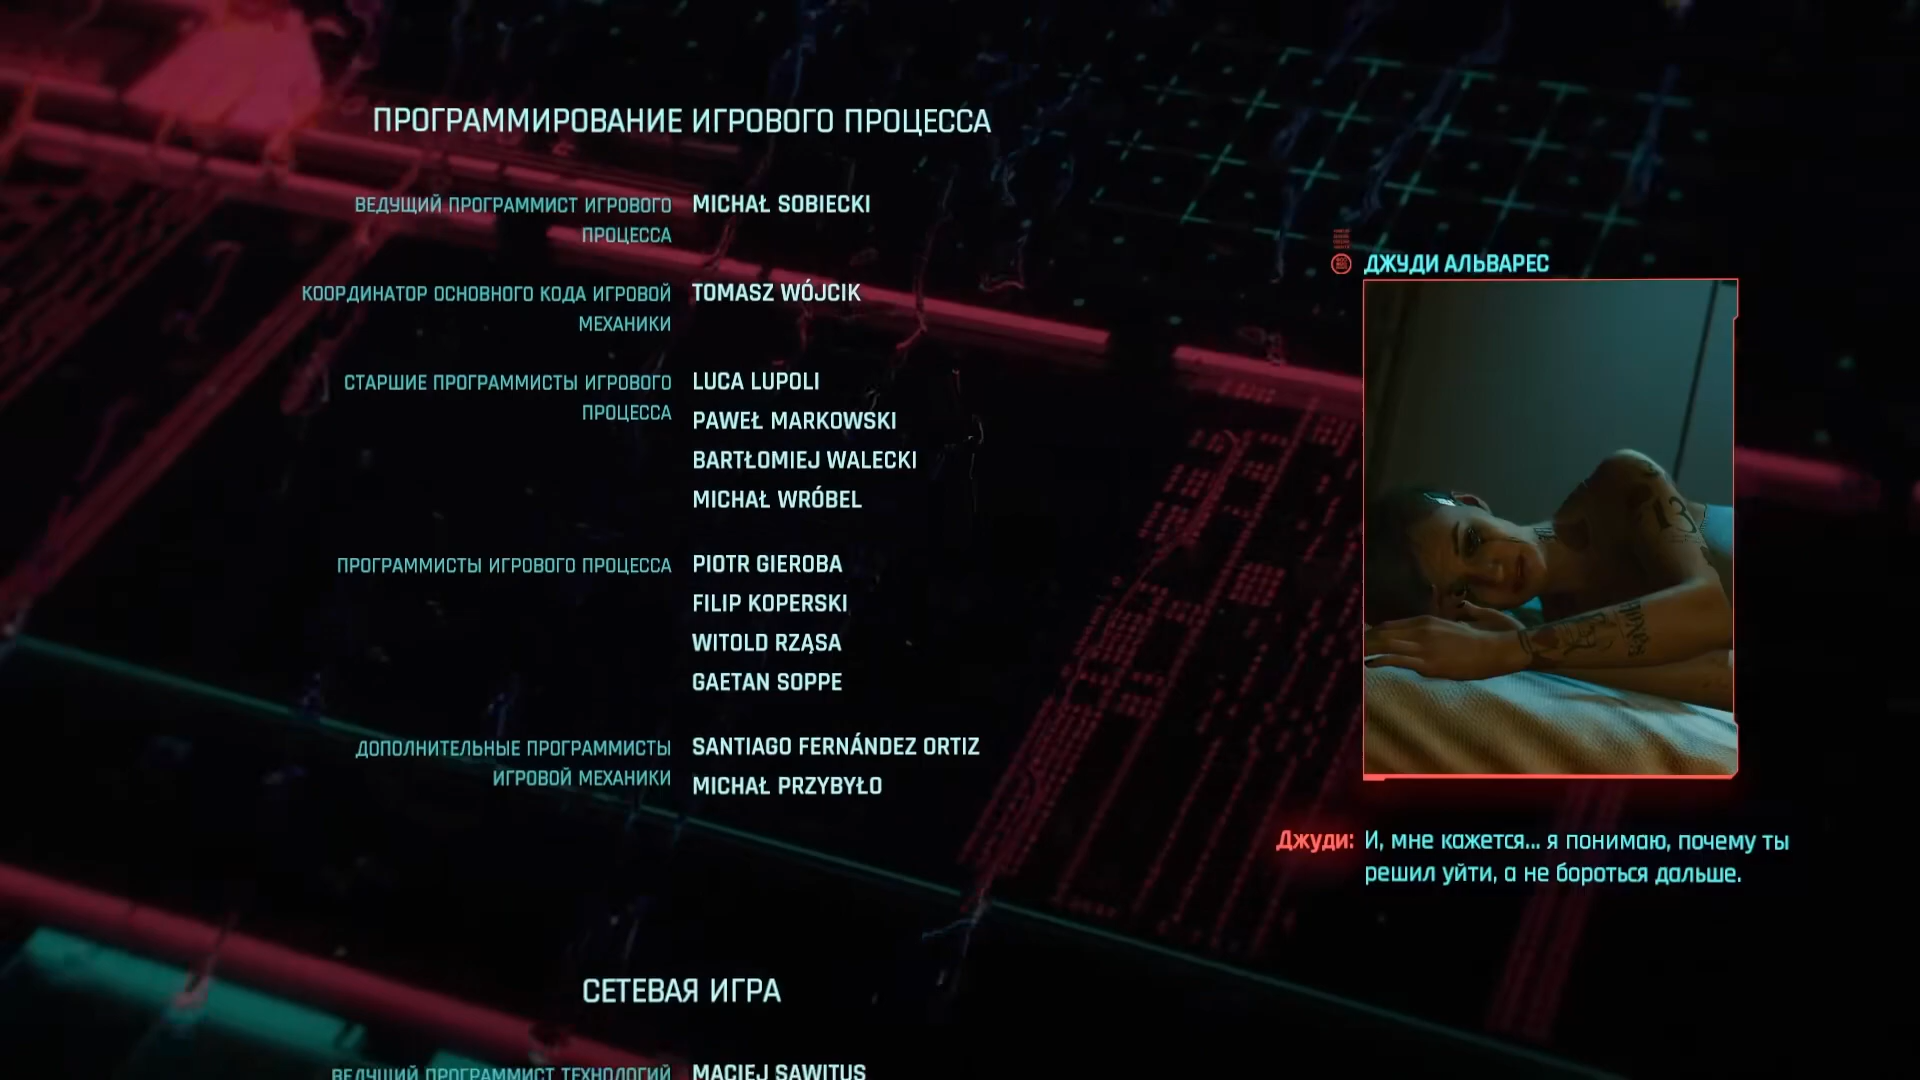 ПРОГРАММИРОВАНИЕ ИГРОВОГО ПРОЦЕССА
ВЕДУЩИЙ ПРОГРАММИСТ ИГРОВОГО
ПРОЦЕССА
MICHAŁ SOBIECKI
КООРДИНАТОР ОСНОВНОГО КОДА ИГРОВОЙ
МЕХАНИКИ
TOMASZ WÓJCIK
СТАРШИЕ ПРОГРАММИСТЫ ИГРОВОГО
ПРОЦЕССА
LUCA LUPOLI
PAWEŁ MARKOWSKI
BARTŁOMIEJ WALECKI
MICHAŁ WRÓBEL
ПРОГРАММИСТЫ ИГРОВОГО ПРОЦЕССА
PIOTR GIEROBA
FILIP KOPERSKI
WITOLD RZĄSA
GAETAN SOPPE
ДОПОЛНИТЕЛЬНЫЕ ПРОГРАММИСТЫ
ИГРОВОЙ МЕХАНИКИ
SANTIAGO FERNÁNDEZ ORTIZ
MICHAŁ PRZYBYŁO
СЕТЕВАЯ ИГРА
ВЕДУЩИЙ ПРОГРАММИСТ ТЕХНОЛОГИЙ
MACIEJ SAWITUS
ДЖУДИ АЛЬВАРЕС
13
Джуди: И, мне кажется... я понимаю, почему ты
решил уйти, а не бороться дальше.